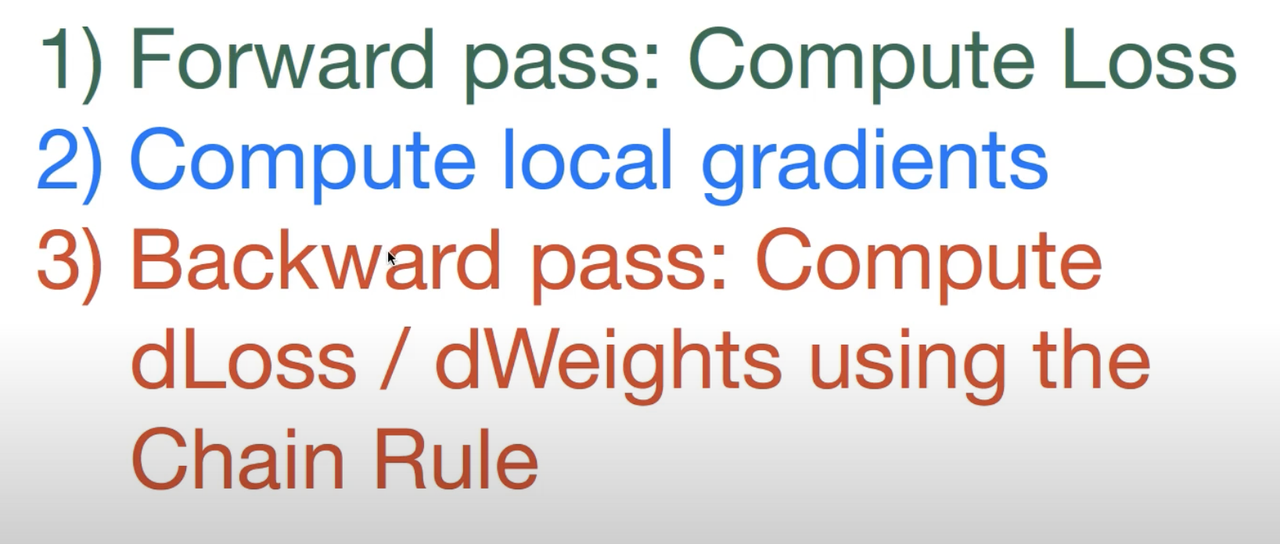 1) Forward pass: Compute Loss
2) Compute local gradients
3) Backward pass: Compute
dLoss / dWeights using the
Chain Rule